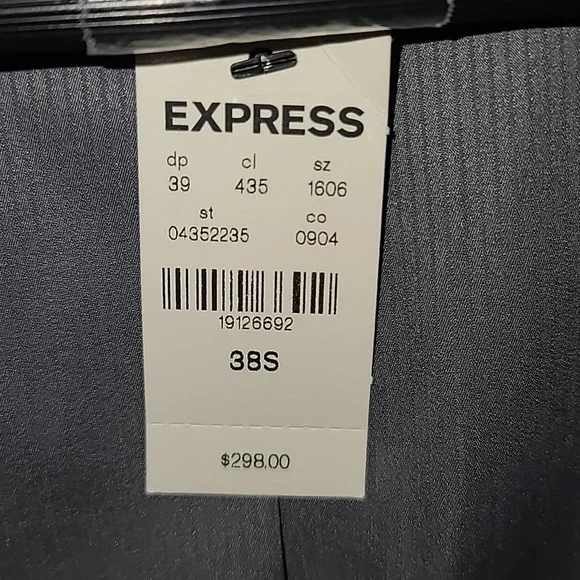 EXPRESS
dp cl sz
39 435 1606
st co
04352235 0904
19126692
38S
$298.00